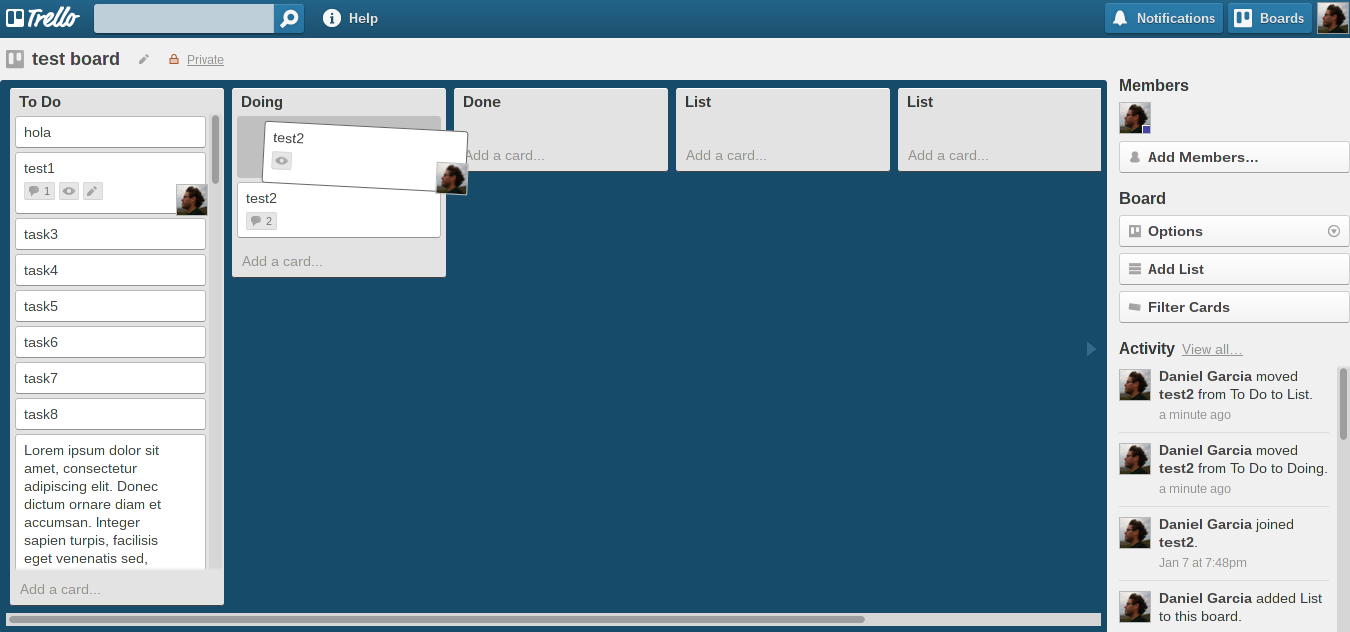 Trello
Help
Notifications
Boards
test board
Private
To Do
hola
test1
1
task3
task4
task5
task6
task7
task8
Lorem ipsum dolor sit
amet, consectetur
adipiscing elit. Donec
dictum ornare diam et
accumsan. Integer
sapien turpis, facilisis
eget venenatis sed,
Add a card...
Doing
test2
test2
2
Add a card...
Done
Add a card...
List
Add a card...
List
Add a card...
Members
Add Members…
Board
Options
Add List
Filter Cards
Activity View all…
Daniel Garcia moved
test2 from To Do to List.
a minute ago
Daniel Garcia moved
test2 from To Do to Doing.
a minute ago
Daniel Garcia joined
test2.
Jan 7 at 7:48pm
Daniel Garcia added List
to this board.